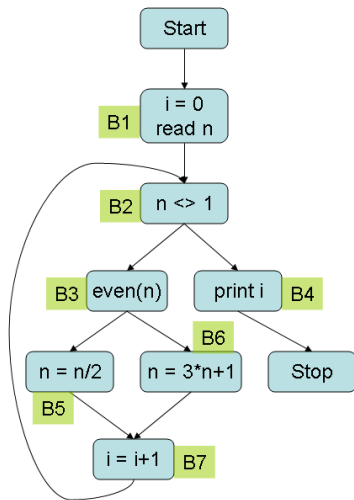 Start
B1
i = 0
read n
B2
n <> 1
B3
even(n)
print i
B4
B6
n = n/2
n = 3*n+1
Stop
B5
i = i+1
B7